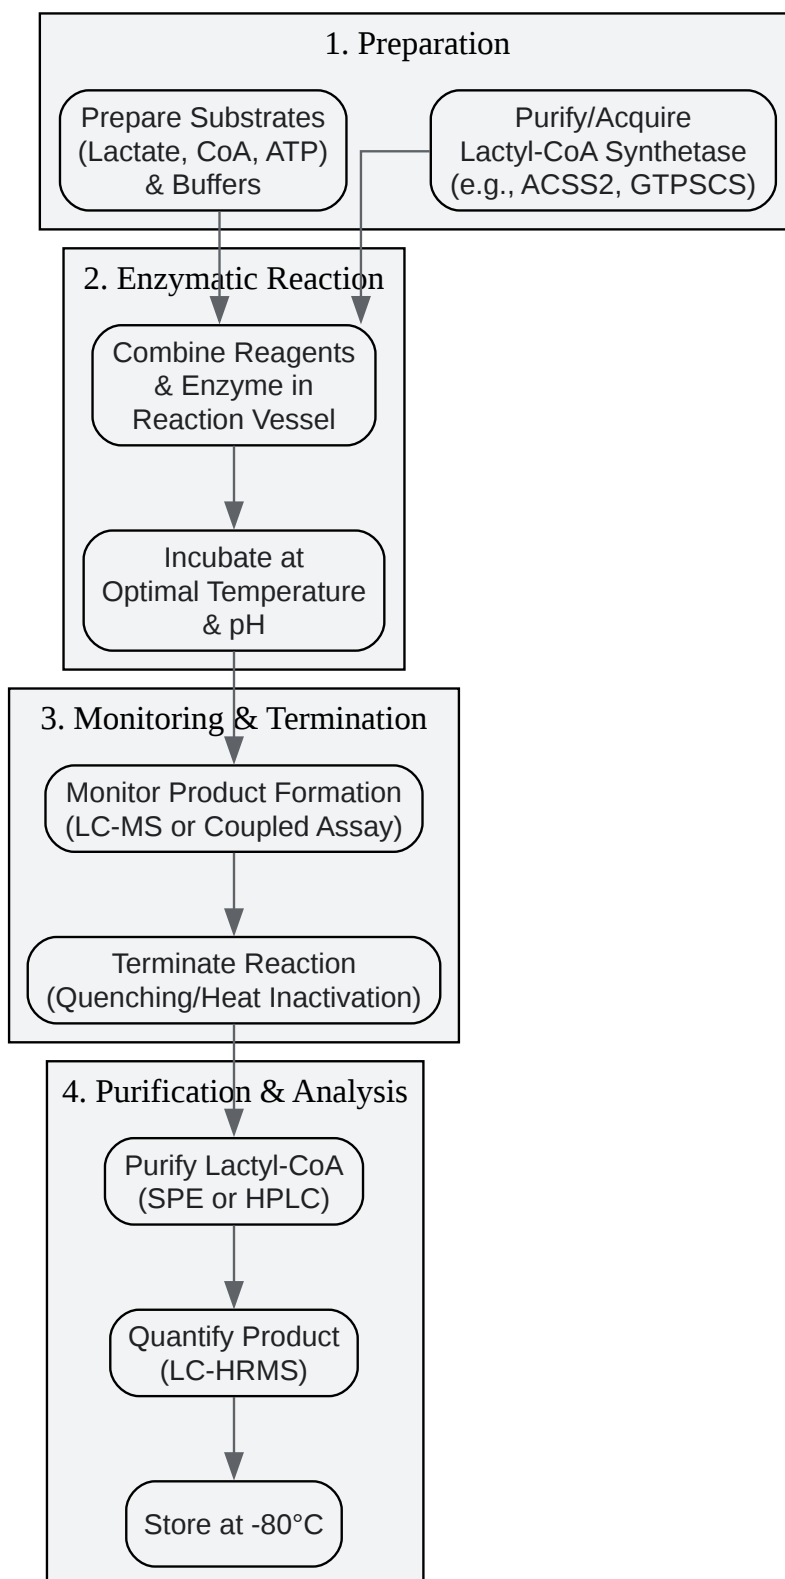 1. Preparation
Prepare Substrates
(Lactate, CoA, ATP)
& Buffers
Purify/Acquire
Lactyl-CoA Synthetase
(e.g., ACSS2, GTPSCS)
2. Enzymatic Reaction
Combine Reagents
& Enzyme in
Reaction Vessel
Incubate at
Optimal Temperature
& pH
3. Monitoring & Termination
Monitor Product Formation
(LC-MS or Coupled Assay)
Terminate Reaction
(Quenching/Heat Inactivation)
4. Purification & Analysis
Purify Lactyl-CoA
(SPE or HPLC)
Quantify Product
(LC-HRMS)
Store at -80°C